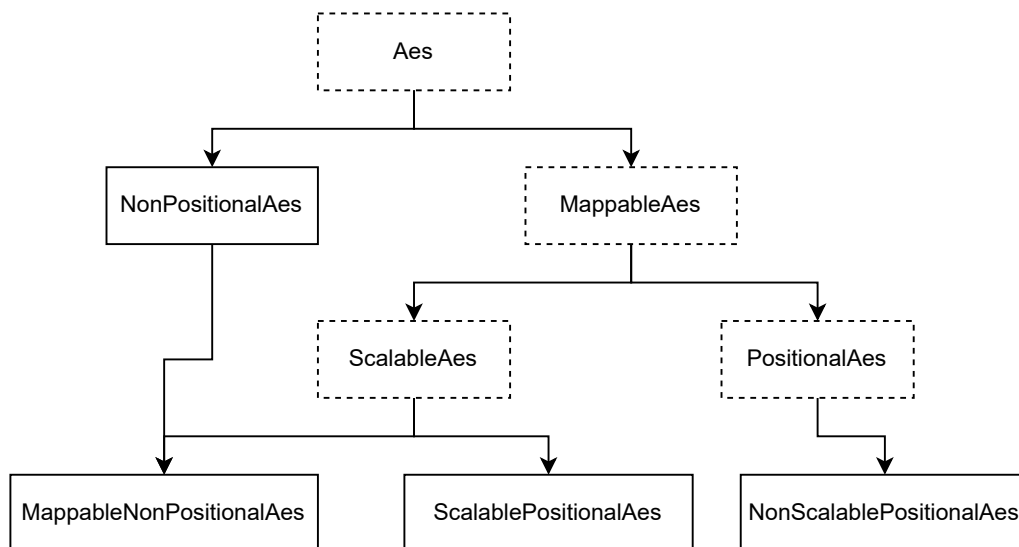 Aes
NonPositionalAes
MappableAes
ScalableAes
PositionalAes
MappableNonPositionalAes
ScalablePositionalAes
NonScalablePositionalAes